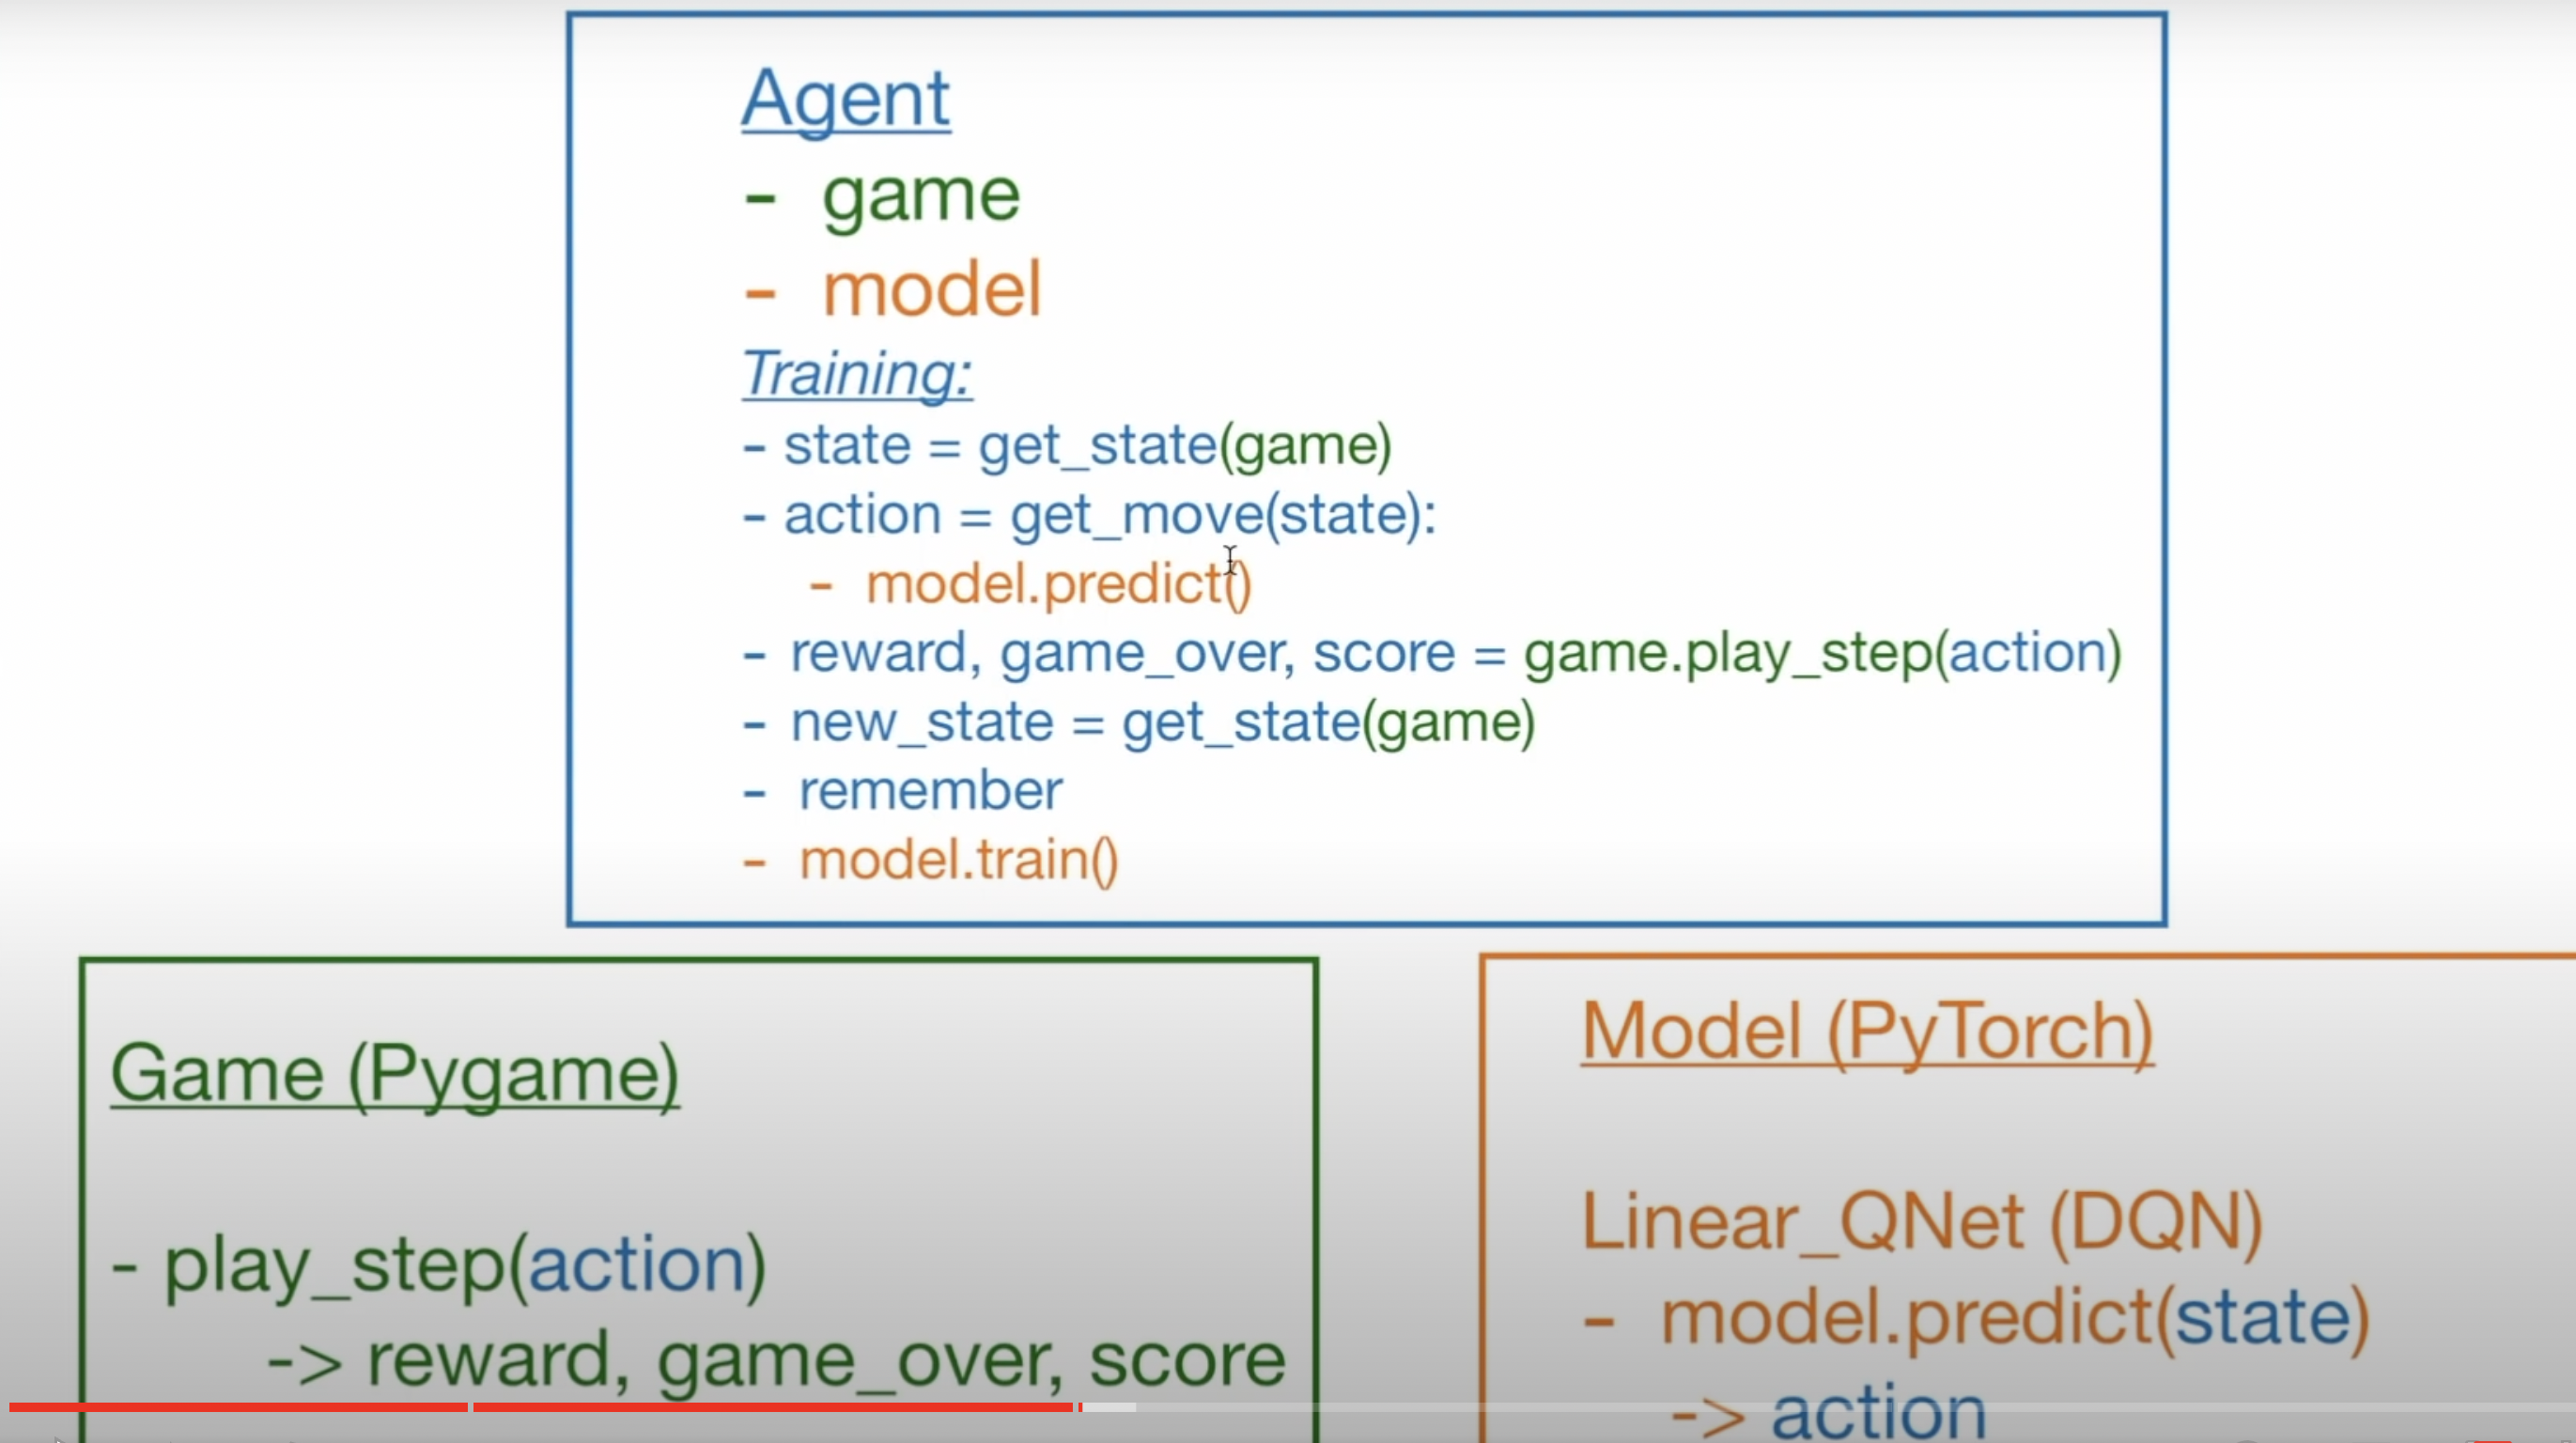 Agent
- game
- model
Training:
- state = get_state(game)
- action = get_move(state):
- model.predict()
- reward, game_over, score = game.play_step(action)
- new_state = get_state(game)
- remember
- model.train()
Game (Pygame)
- play_step(action)
-> reward, game_over, score
Model (PyTorch)
Linear_QNet (DQN)
- model.predict(state)
-> action